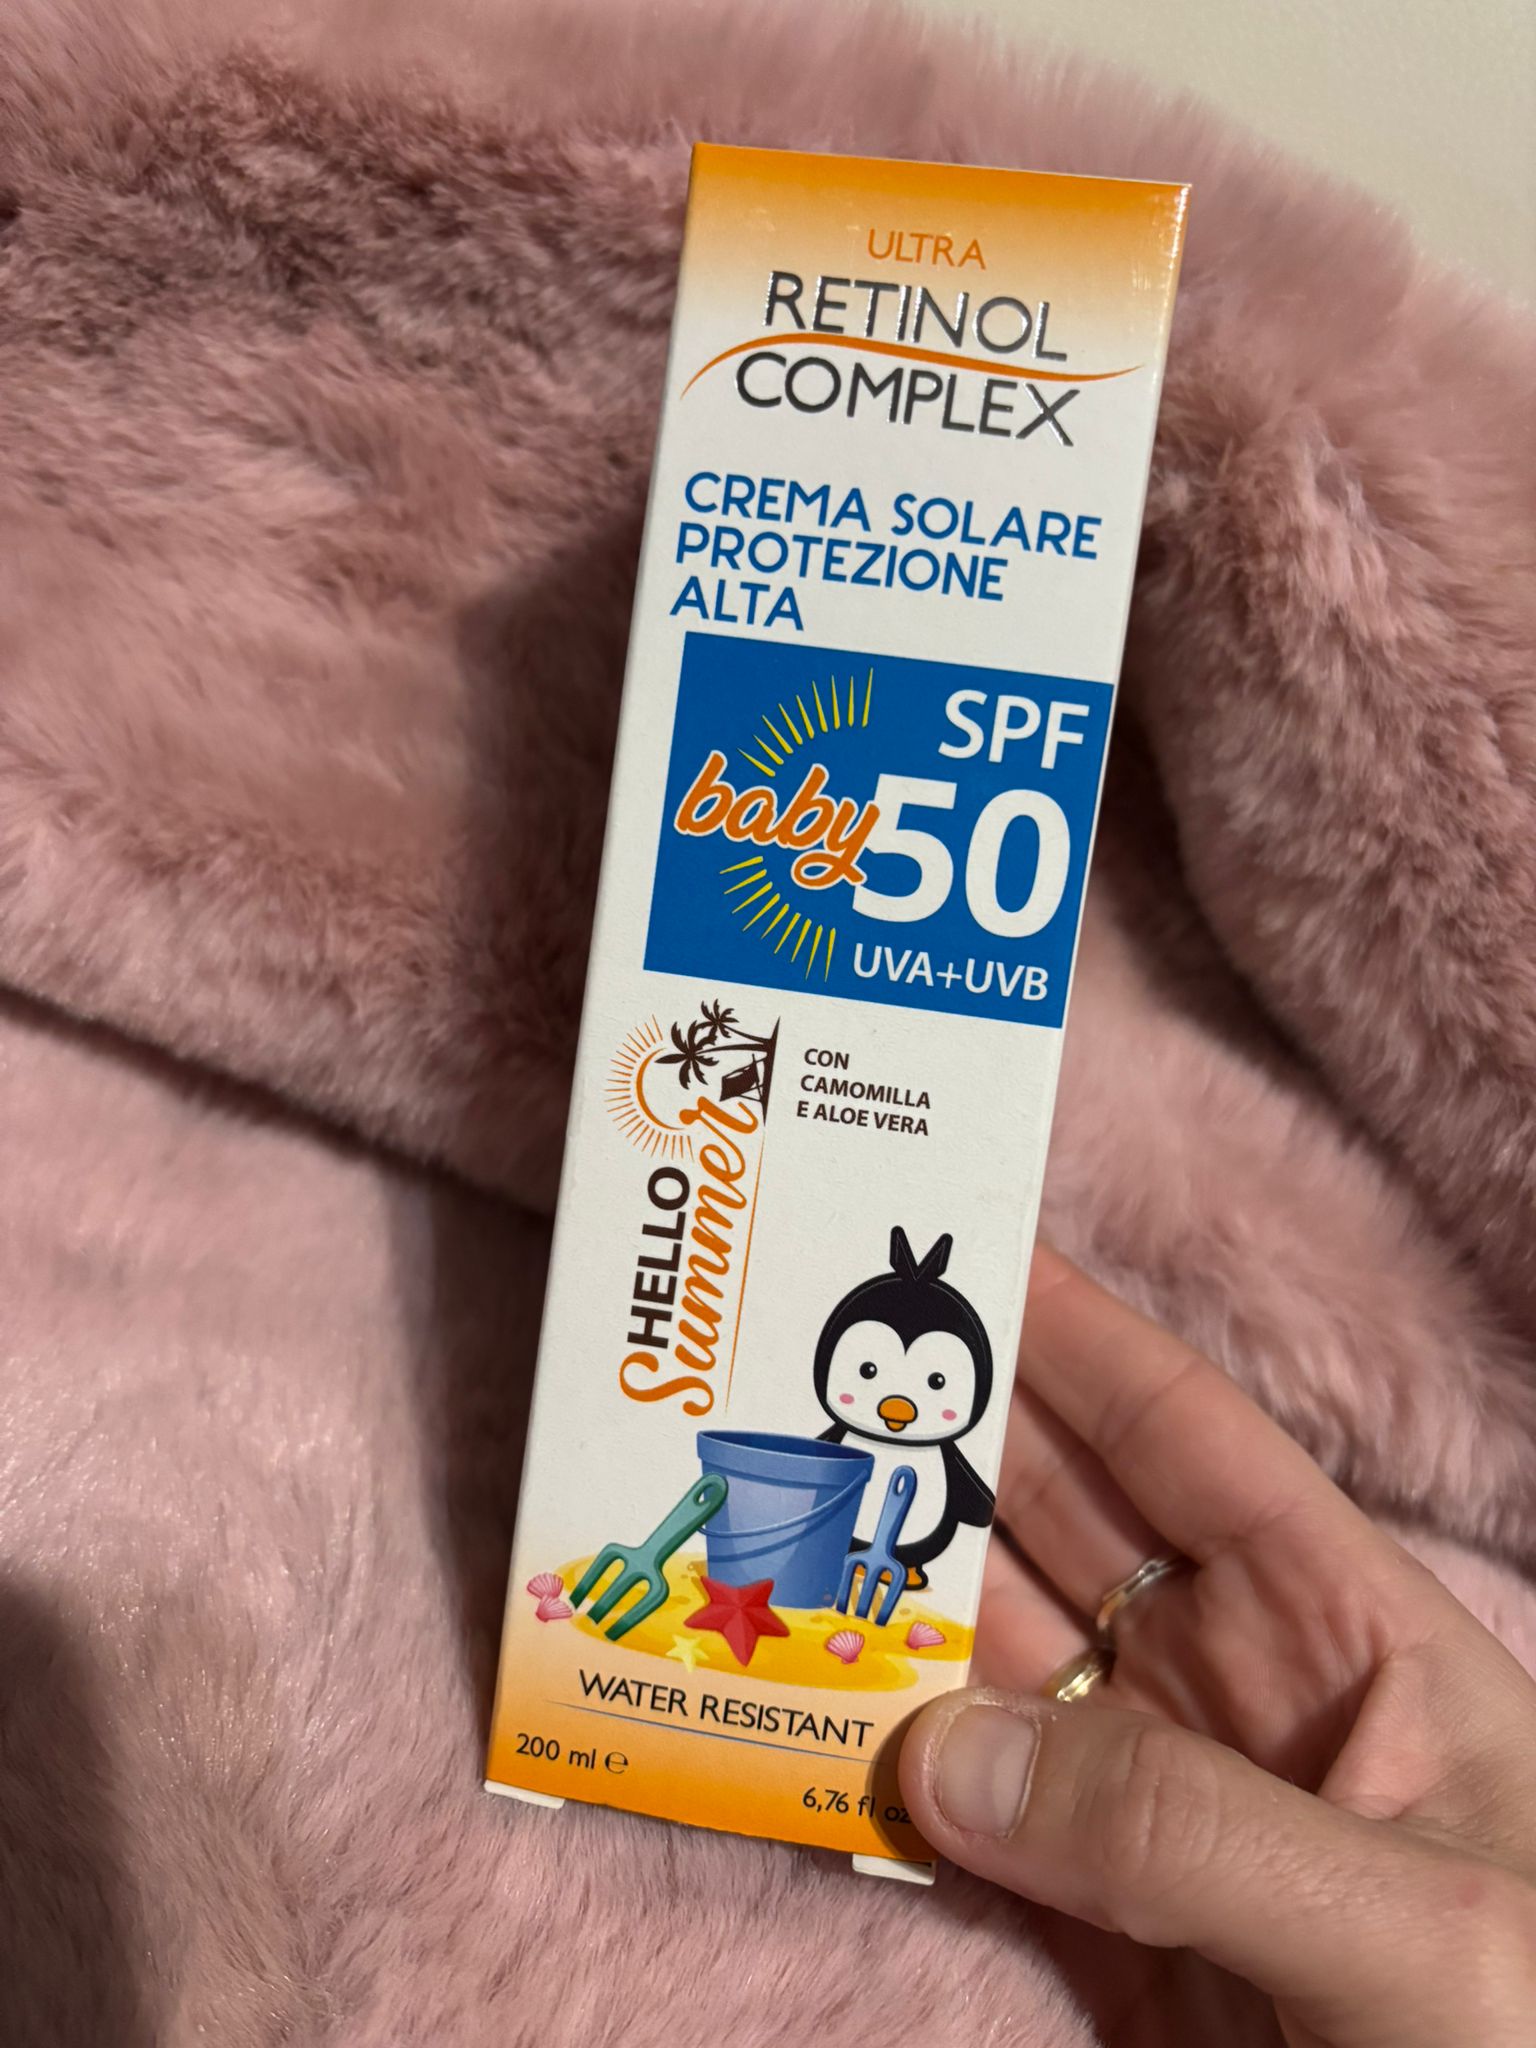 ULTRA
RETINOL
COMPLEX
CREMA SOLARE
PROTEZIONE
ALTA
SPF
baby 50
UVA+UVB
HELLO
Summer
CON
CAMOMILLA
E ALOE VERA
WATER RESISTANT
200 ml ℮
6,76 fl oz